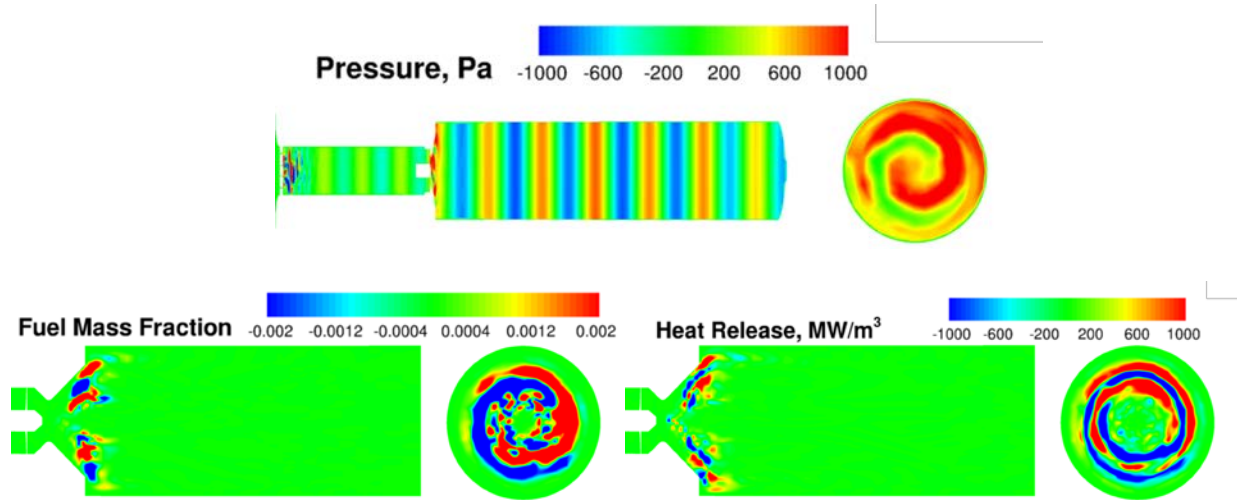 Pressure, Pa
-1000 -600 -200 200 600 1000
Fuel Mass Fraction
-0.002 -0.0012 -0.0004 0.0004 0.0012 0.002
Heat Release, MW/m³
-1000 -600 -200 200 600 1000